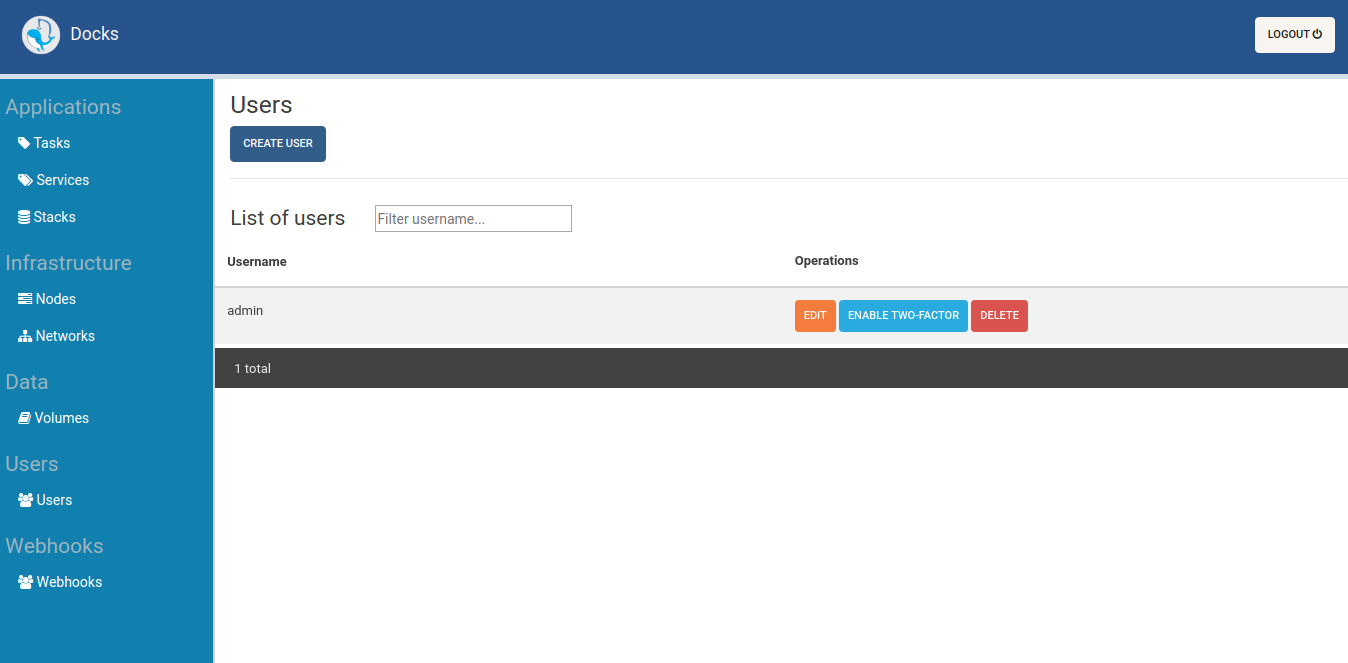 Docks
LOGOUT
Applications
Tasks
Services
Stacks
Infrastructure
Nodes
Networks
Data
Volumes
Users
Users
Webhooks
Webhooks
Users
CREATE USER
List of users
Filter username...
Username Operations
admin EDIT ENABLE TWO-FACTOR DELETE
1 total